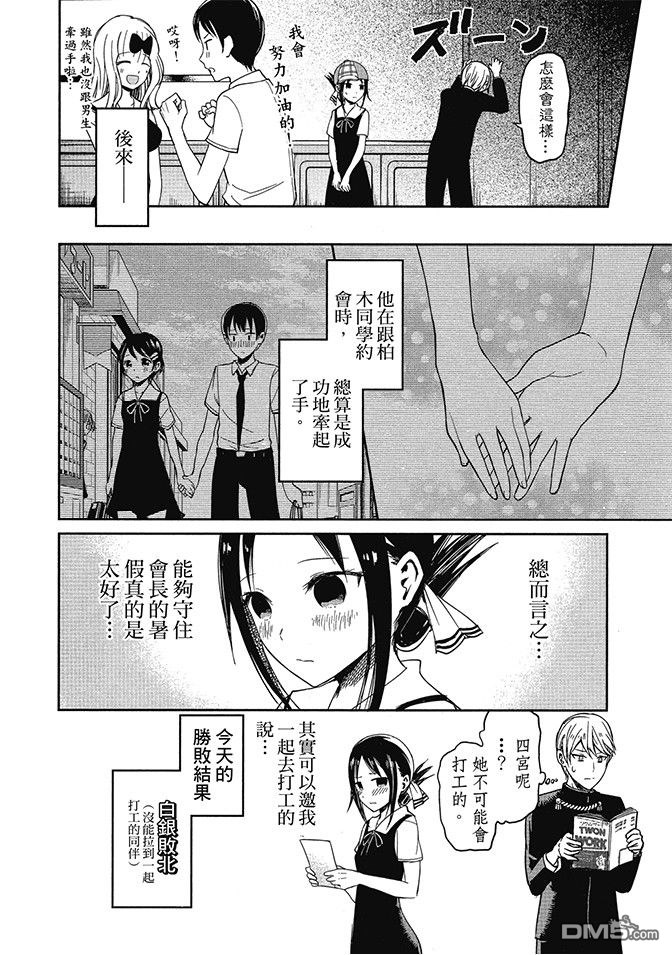 怎麼會這樣⋯
ズーン
我會
努力加油的！
哎呀！
雖然我也沒跟男生
牽過手啦⋯
後來──
他在跟柏
木同學約
會時，
總算是成
功地牽起
了手。
總而言之⋯
能夠守住
會長的暑
假真的是
太好了⋯
四宮呢
⋯？
她不可能會
打工的。
TWON
WORK
其實可以邀我
一起去打工的
說⋯
今天的
勝敗結果
白銀敗北
（沒能拉到一起
打工的同伴）
DM5.com